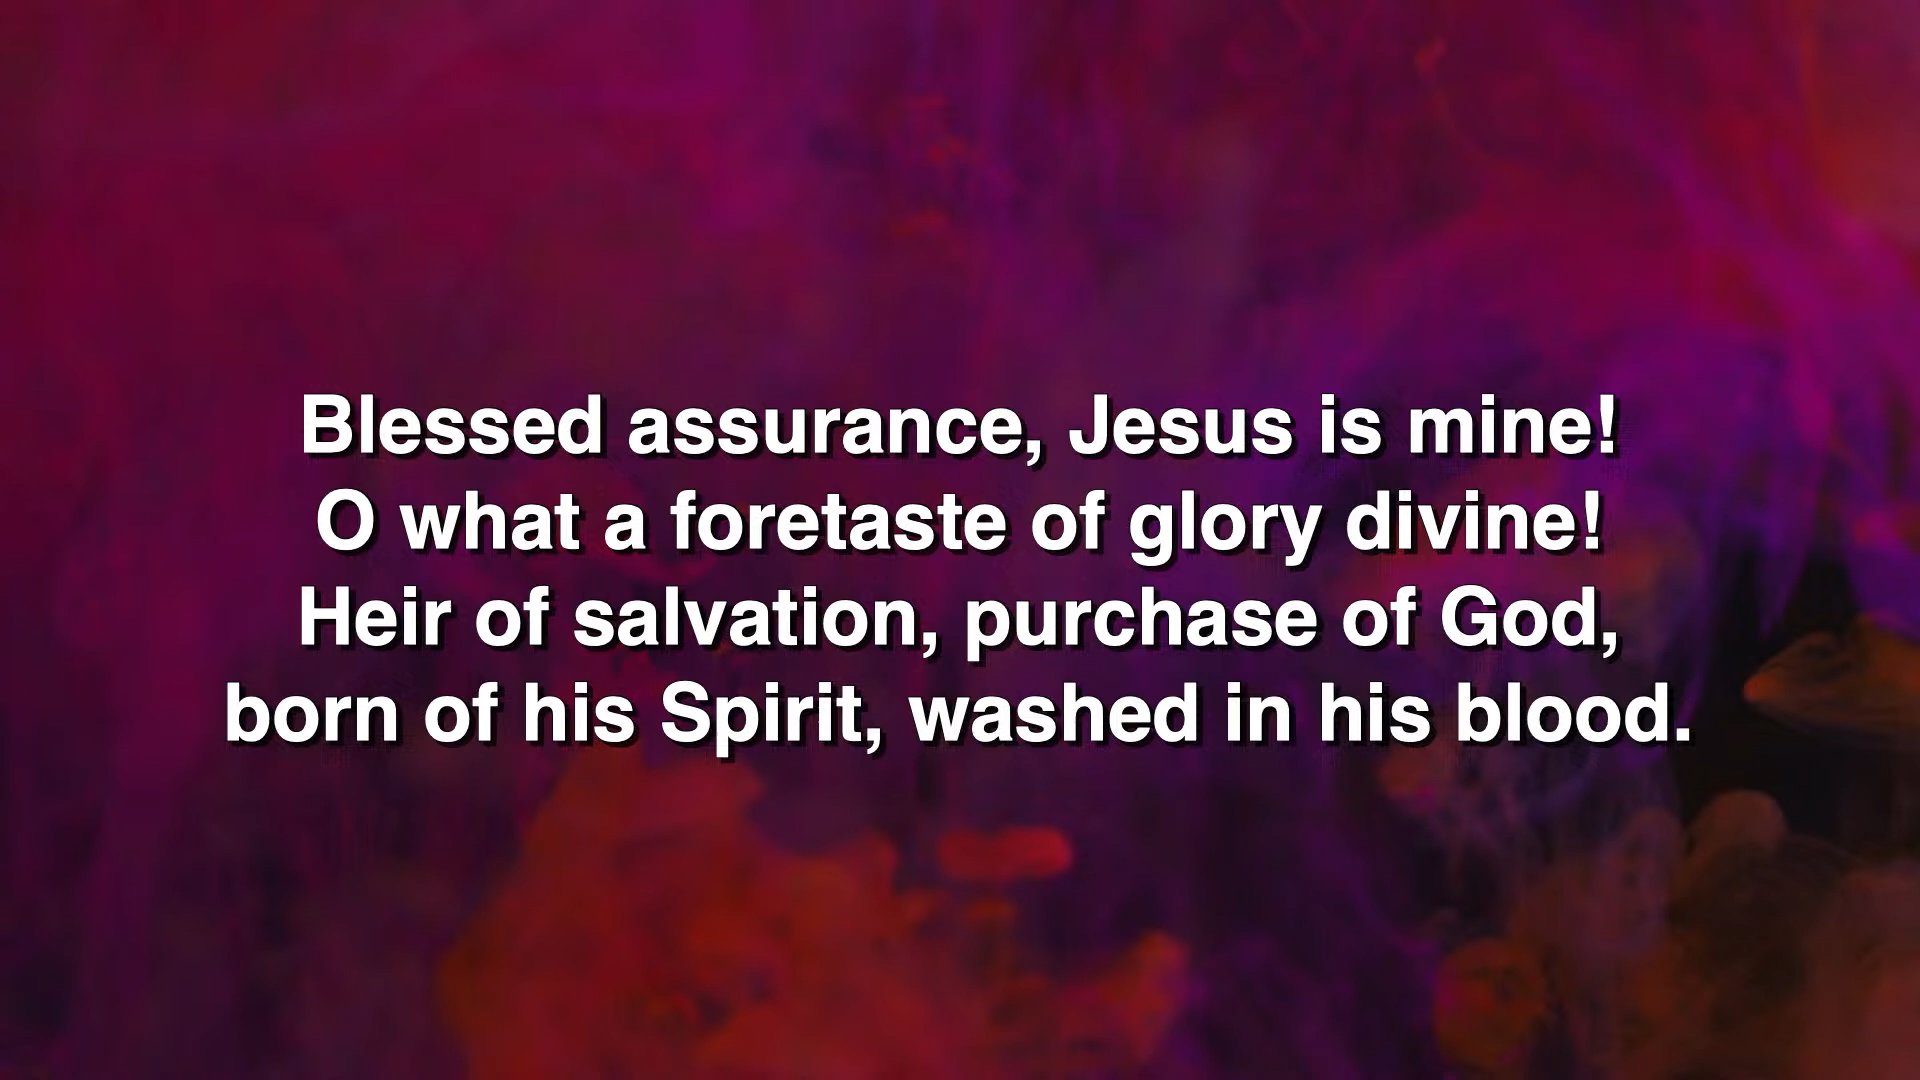 Blessed assurance, Jesus is mine!
O what a foretaste of glory divine!
Heir of salvation, purchase of God,
born of his Spirit, washed in his blood.